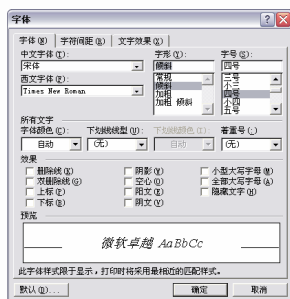 字体
字体(N) 字符间距(R) 文字效果(X)
中文字体(T): 字形(Y): 字号(S):
宋体 倾斜 四号
西文字体(F): 常规 三号
Times New Roman 倾斜 小三
加粗 四号
加粗 倾斜 小四
五号
所有文字
字体颜色(C): 下划线线型(U): 下划线颜色(I): 着重号(·)
自动 (无) 自动 (无)
效果
删除线(K) 阴影(W) 小型大写字母(M)
双删除线(G) 空心(O) 全部大写字母(A)
上标(P) 阳文(E) 隐藏文字(H)
下标(B) 阴文(V)
预览
微软卓越 AaBbCc
此字体样式限于显示,打印时将采用最相近的匹配样式。
默认(D)... 确定 取消